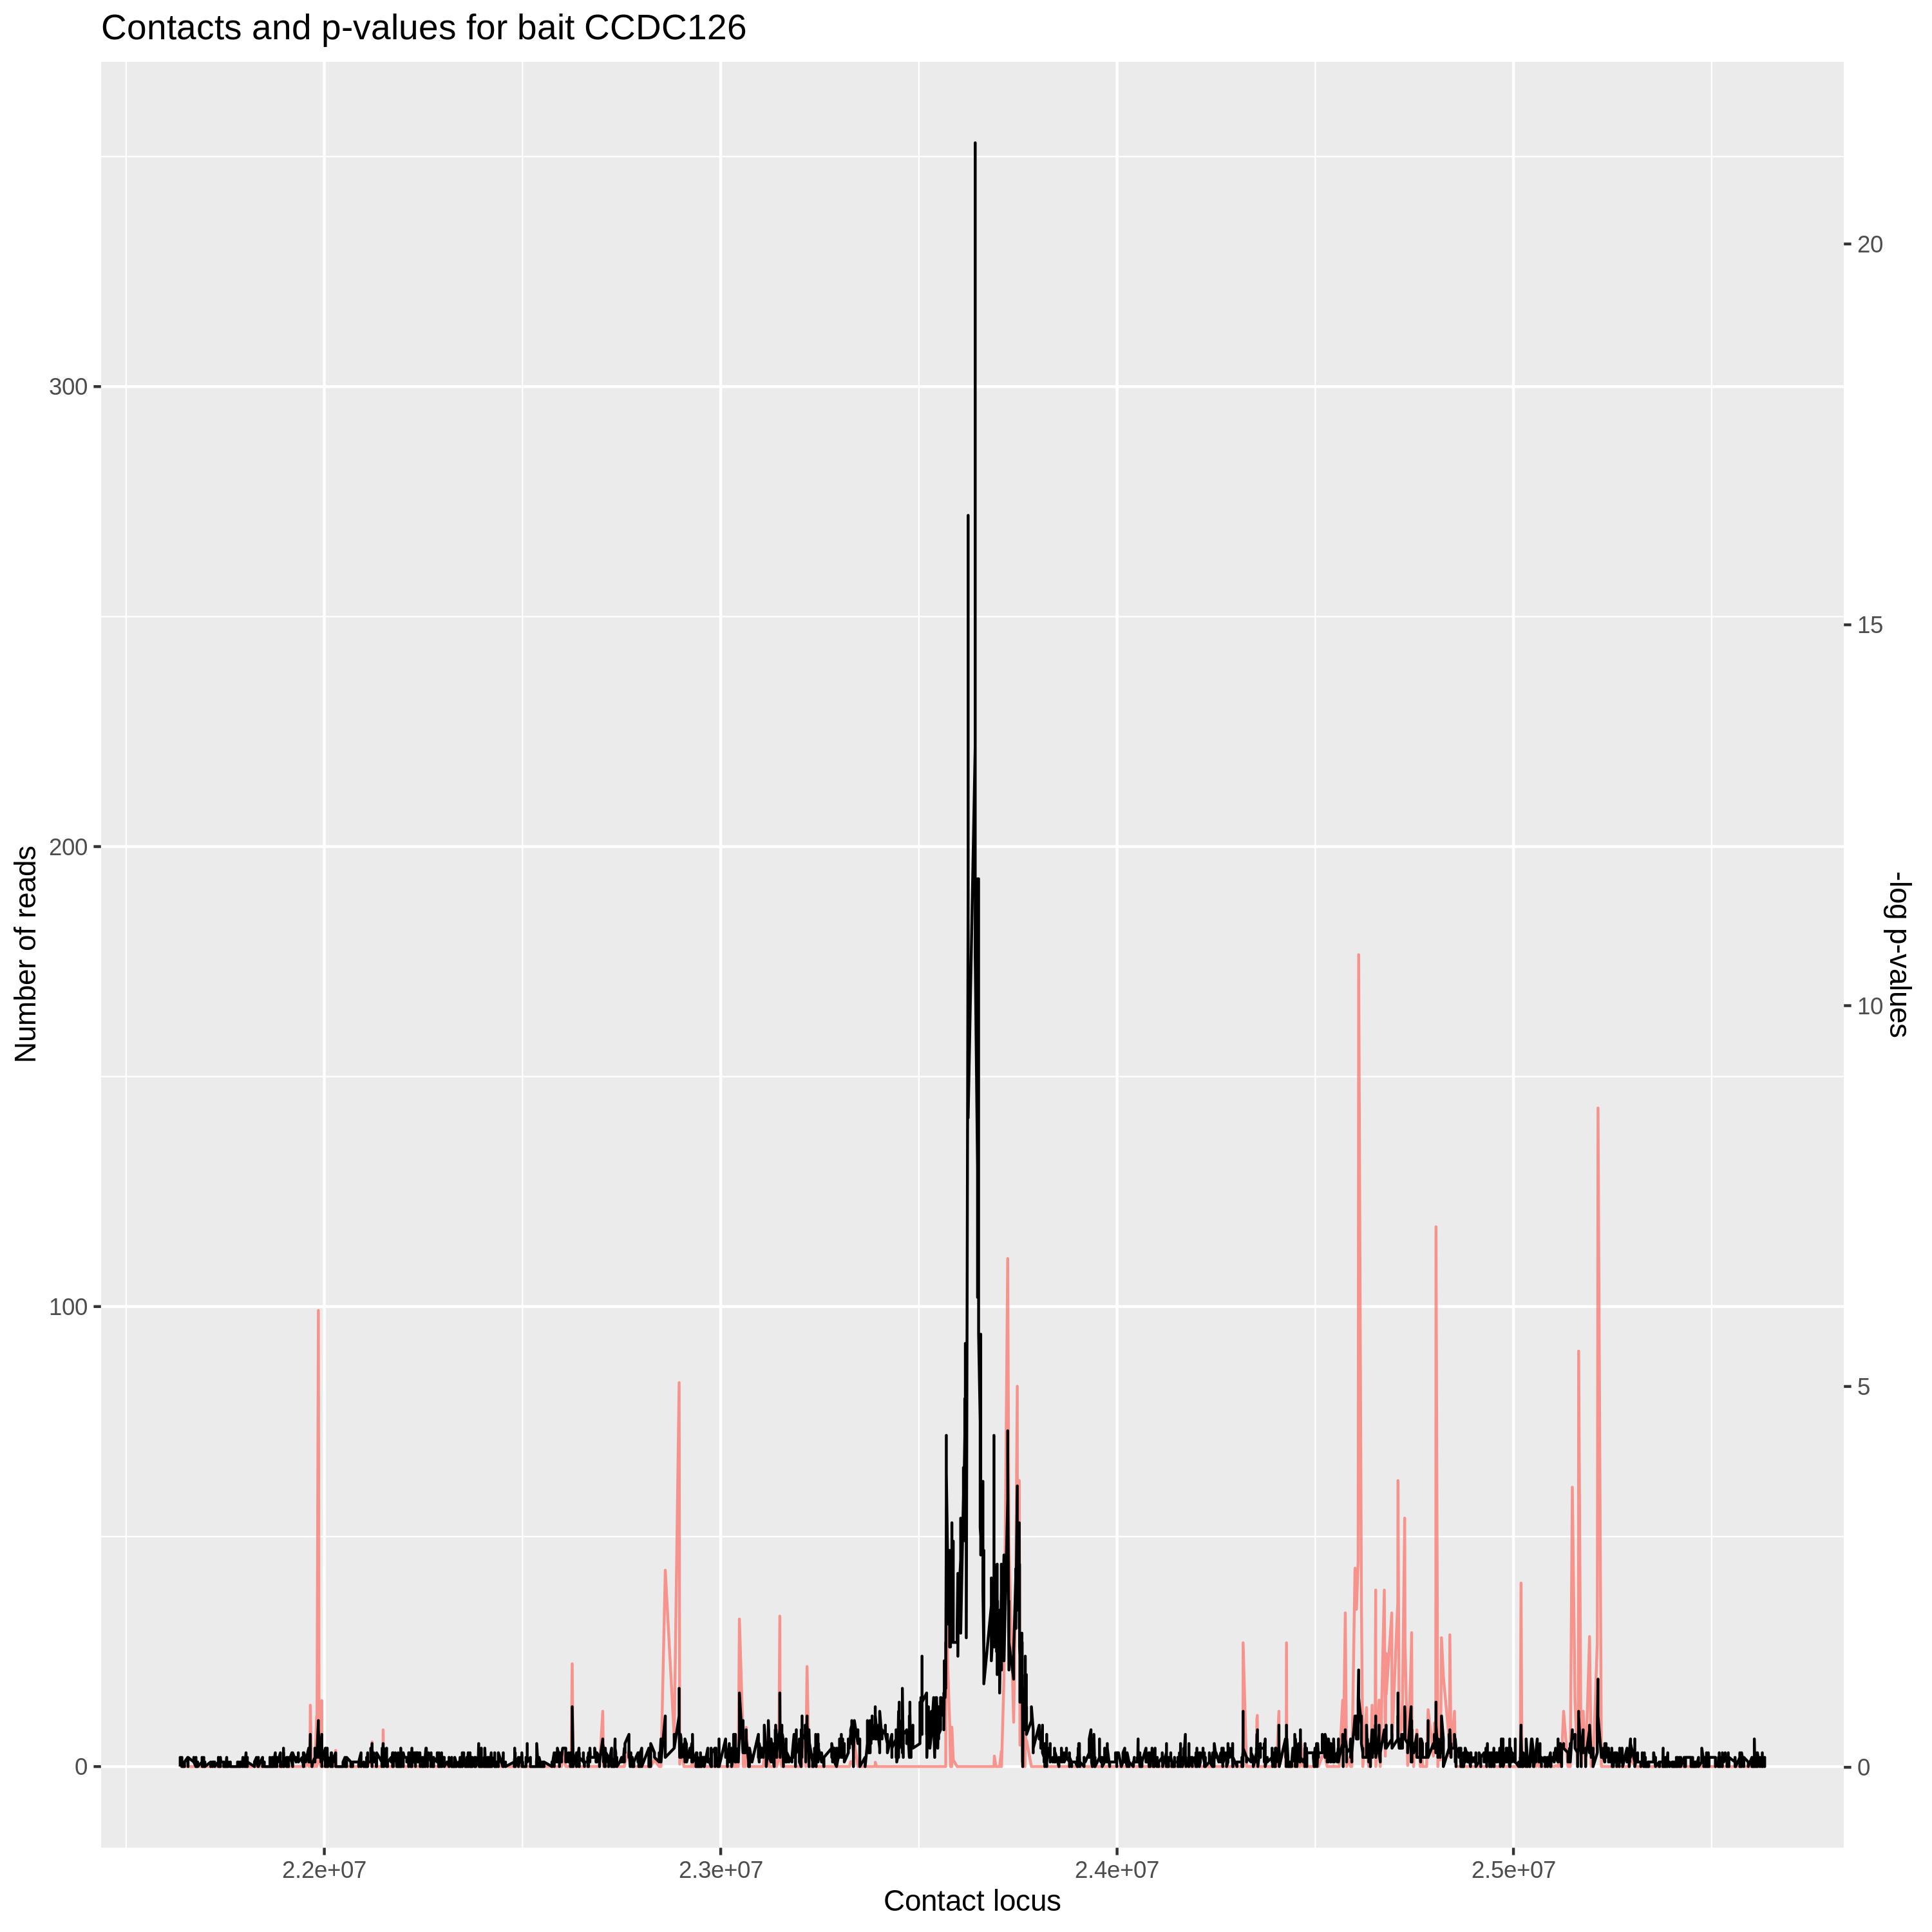 Contacts and p-values for bait CCDC126
Number of reads
300
200
100
0
20
15
10
5
0
-log p-values
2.2e+07
2.3e+07
2.4e+07
2.5e+07
Contact locus